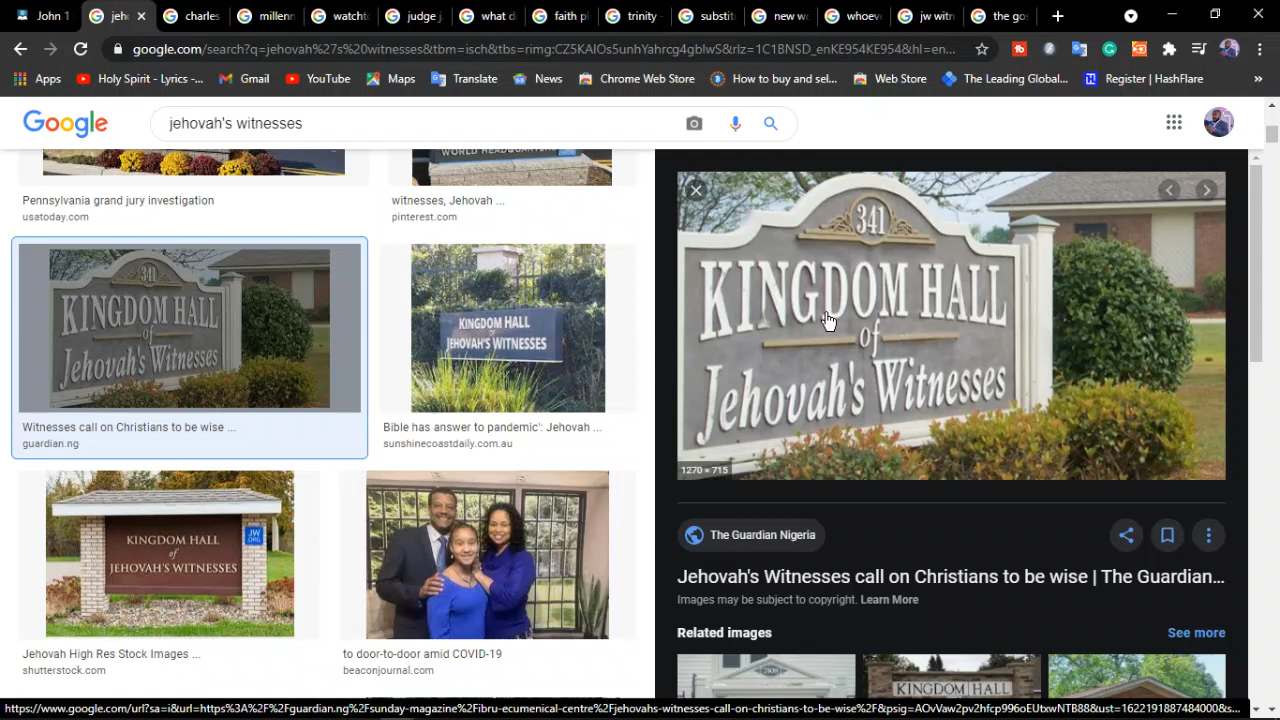 John 1
jeh
charles
millenn
watcht
judge j
what d
faith pl
trinity -
substit
new wo
whoeve
jw witn
the gos
google.com/search?q=jehovah%27s%20witnesses&tbm=isch&tbs=rimg:CZ5KAIOs5unhYahrcg4gblwS&rlz=1C1BNSD_enKE954KE954&hl=en...
Apps
Holy Spirit - Lyrics -...
Gmail
YouTube
Maps
Translate
News
Chrome Web Store
How to Copy and sel...
Web Store
The Leading Global...
Register | HashFlare
»
Google
jehovah's witnesses
WORLD HEADQUARTERS
Pennsylvania grand jury investigation
usatoday.com
witnesses, Jehovah ...
pinterest.com
341
KINGDOM HALL
of
Jehovah's Witnesses
Witnesses call on Christians to be wise ...
guardian.ng
KINGDOM HALL
OF
JEHOVAH'S WITNESSES
Bible has answer to pandemic': Jehovah ...
sunshinecoastdaily.com.au
KINGDOM HALL
of
JEHOVAH'S WITNESSES
JW
.ORG
Jehovah High Res Stock Images ...
shutterstock.com
to door-to-door amid COVID-19
beaconjournal.com
341
KINGDOM HALL
of
Jehovah's Witnesses
1270 × 715
The Guardian Nigeria
Jehovah's Witnesses call on Christians to be wise | The Guardian...
Images may be subject to copyright. Learn More
Related images
See more
KINGDOM HALL
https://www.google.com/url?sa=i&url=https%3A%2F%2Fguardian.ng%2Fsunday-magazine%2Fibru-ecumenical-centre%2Fjehovahs-witnesses-call-on-christians-to-be-wise%2F&psig=AOvVaw2pv2hfcp996oEUtxwNTB88&ust=1622191887484000&s...